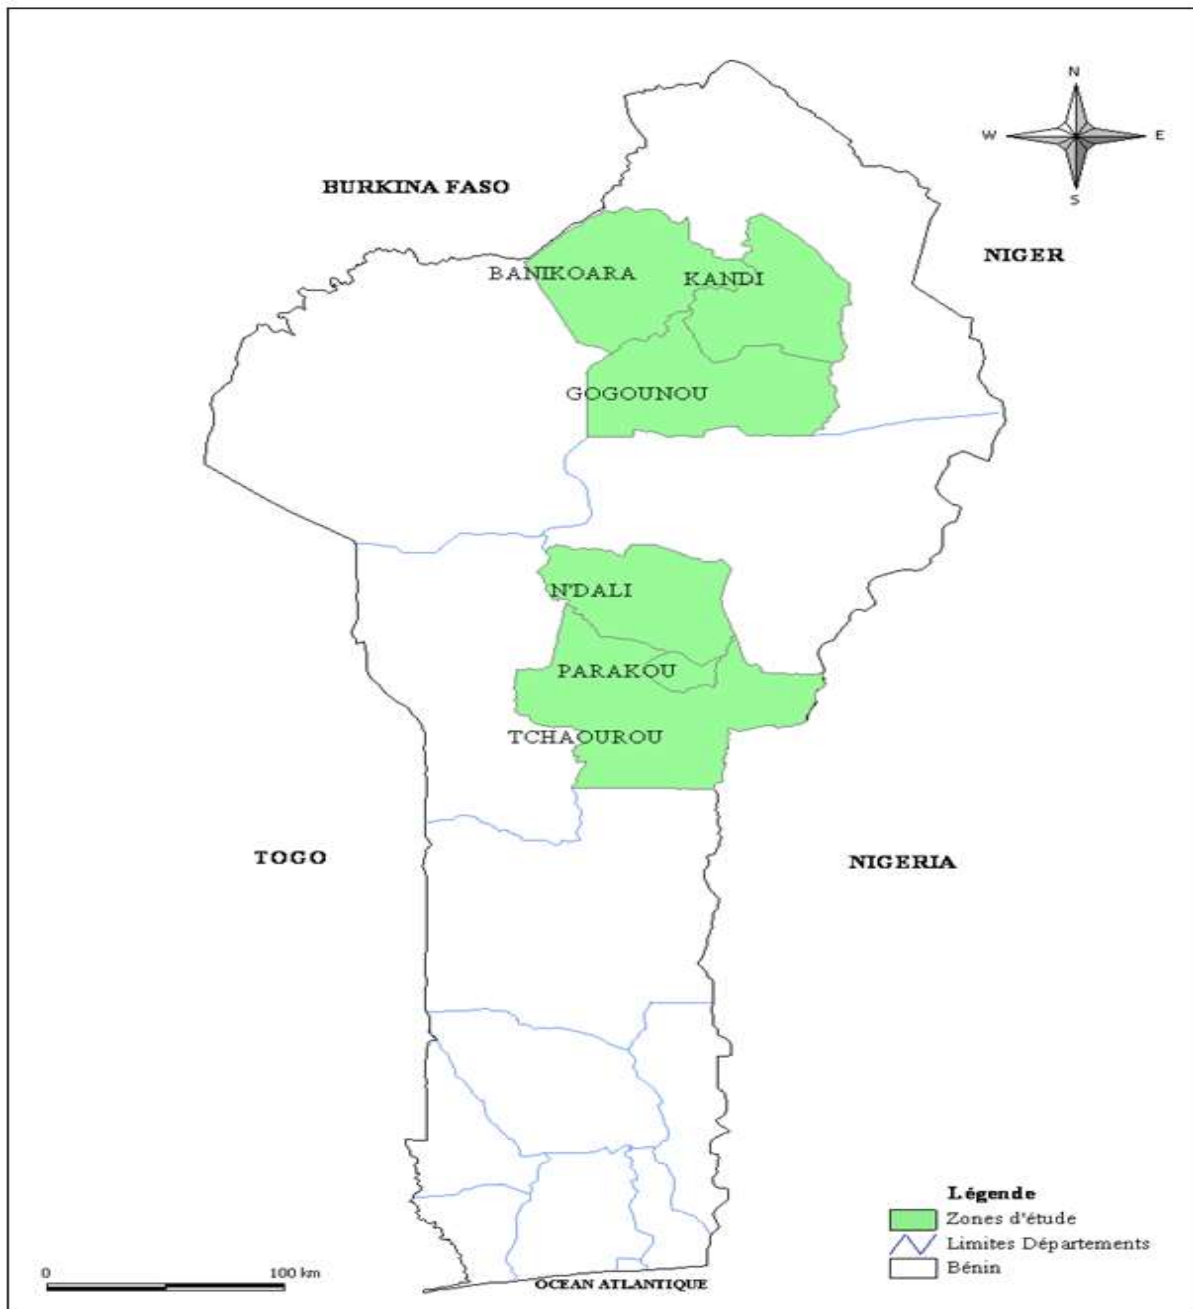 N
W E
S
BURKINA FASO
NIGER
BANIKOARA
KANDI
GOGOUNOU
N'DALI
PARAKOU
TCHAOUROU
TOGO
NIGERIA
Légende
Zones d'étude
Limites Départements
Bénin
0 100 km
OCEAN ATLANTIQUE